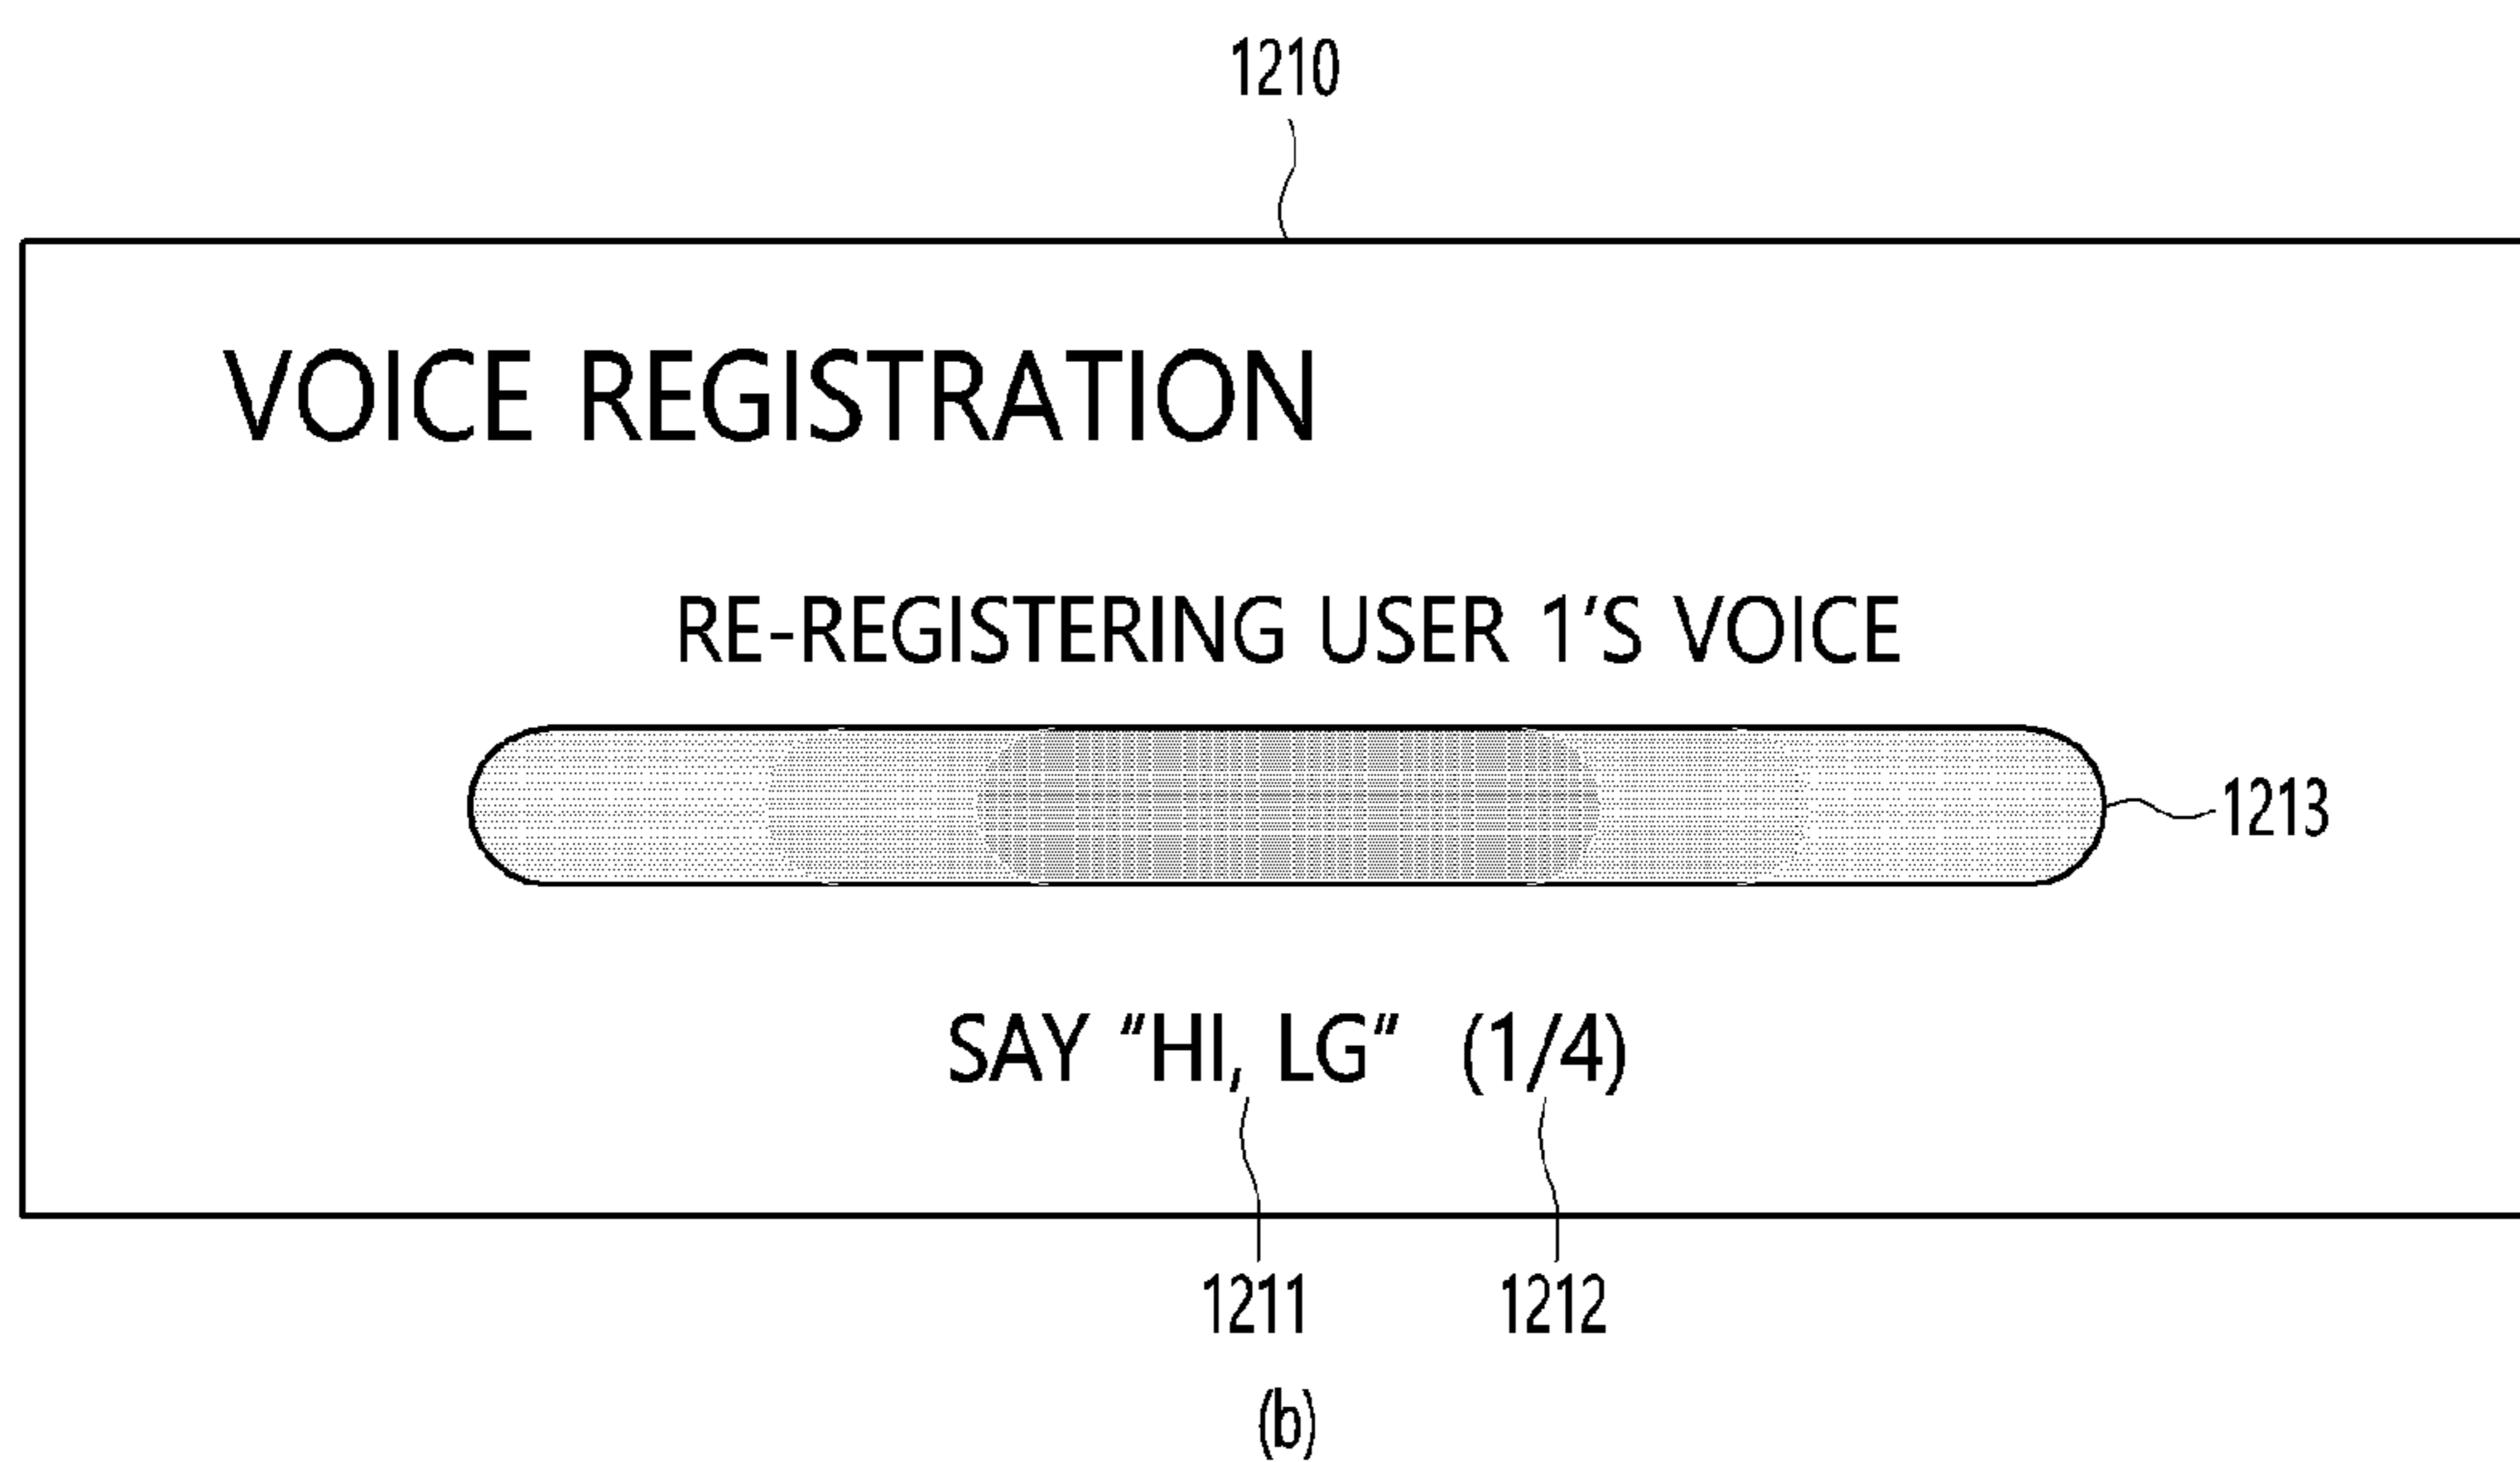 1210
VOICE REGISTRATION
RE-REGISTERING USER 1'S VOICE
1213
SAY "HI, LG" (1/4)
1211 1212
(b)